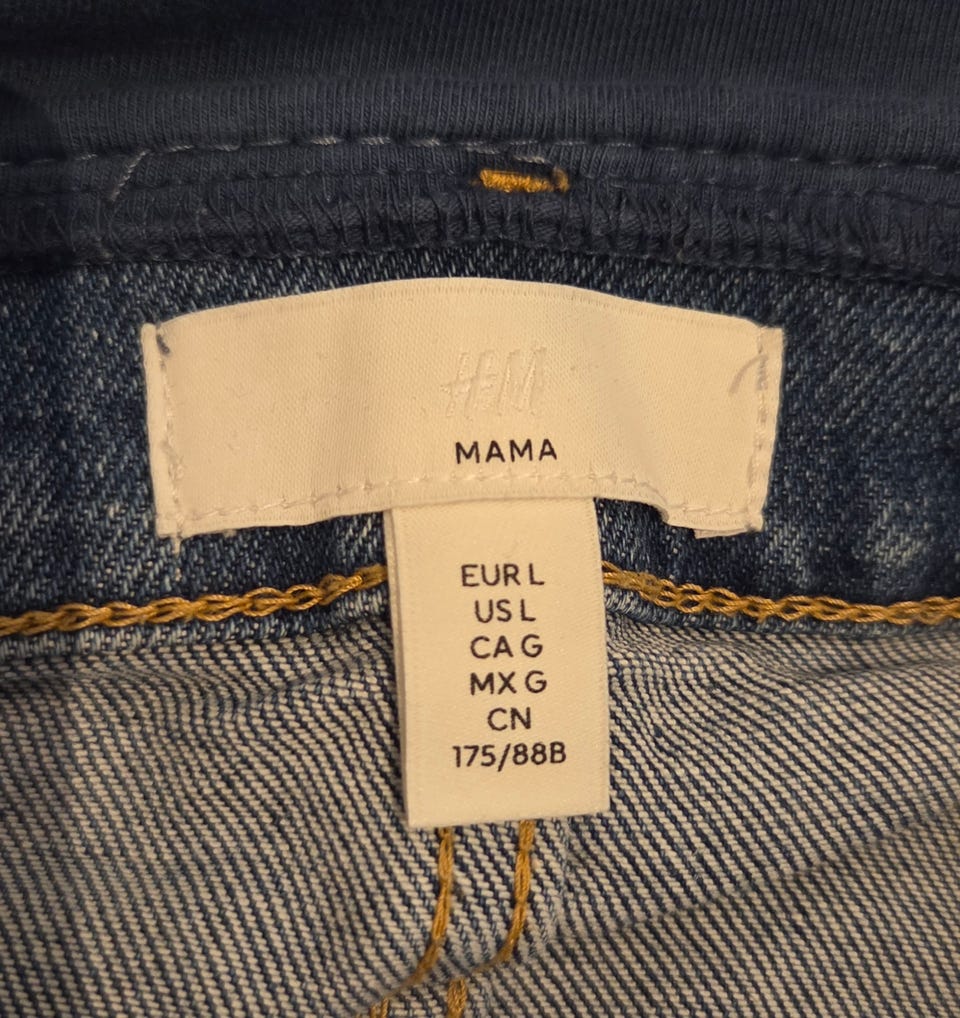 H&M
MAMA
EUR L
US L
CA G
MX G
CN
175/88B